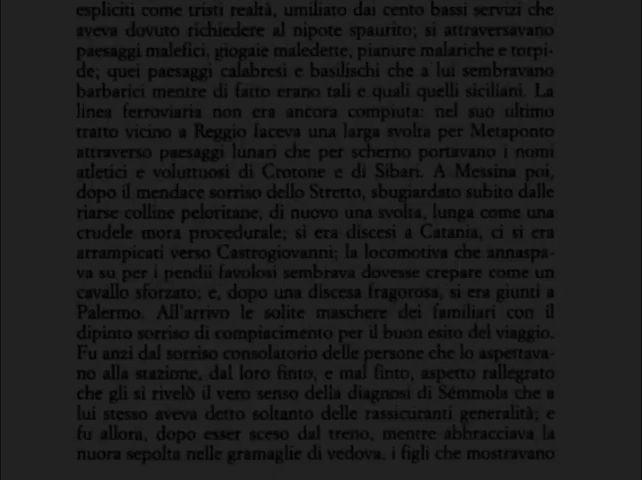 espliciti come tristi realtà, umiliato dai cento bassi servizi che
aveva dovuto richiedere al nipote spaurito; si attraversavano
paesaggi malefici, giogaie maledette, pianure malariche e torpi-
de; quei paesaggi calabresi e basilischi che a lui sembravano
barbarici mentre di fatto erano tali e quali quelli siciliani. La
linea ferroviaria non era ancora compiuta: nel suo ultimo
tratto vicino a Reggio faceva una larga svolta per Metaponto
attraverso paesaggi lunari che per scherno portavano i nomi
atletici e voluttuosi di Crotone e di Sibari. A Messina poi,
dopo il mendace sorriso dello Stretto, sbugiardato subito dalle
riarse colline peloritane, di nuovo una svolta, lunga come una
crudele mora procedurale; si era discesi a Catania, ci si era
arrampicati verso Castrogiovanni; la locomotiva che annaspa-
va su per i pendii favolosi sembrava dovesse crepare come un
cavallo sforzato; e, dopo una discesa fragorosa, si era giunti a
Palermo. All'arrivo le solite maschere dei familiari con il
dipinto sorriso di compiacimento per il buon esito del viaggio.
Fu anzi dal sorriso consolatorio delle persone che lo aspettava-
no alla stazione, dal loro finto, e mal finto, aspetto rallegrato
che gli si rivelò il vero senso della diagnosi di Sémmola che a
lui stesso aveva detto soltanto delle rassicuranti generalità; e
fu allora, dopo esser sceso dal treno, mentre abbracciava la
nuora sepolta nelle gramaglie di vedova, i figli che mostravano